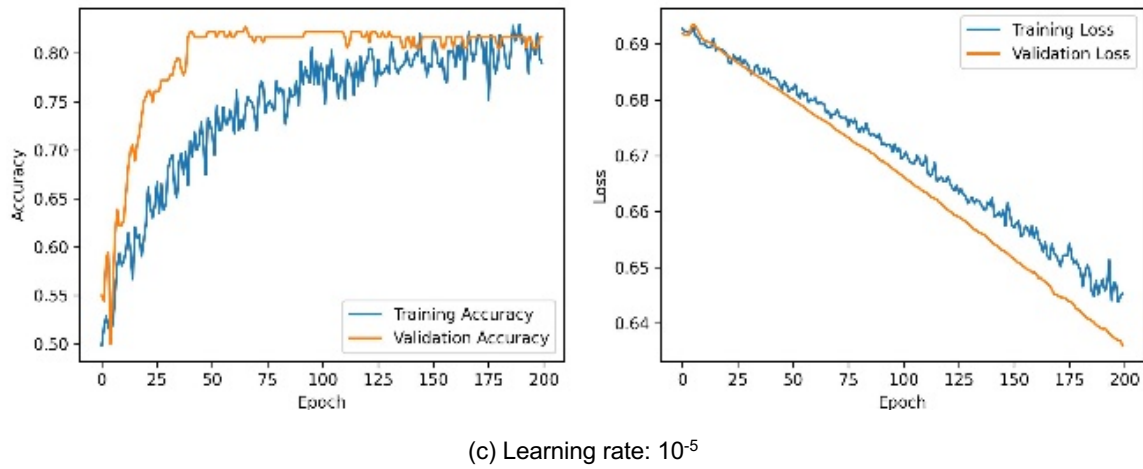 0.80
0.75
0.70
0.65
0.60
0.55
0.50
Accuracy
0 25 50 75 100 125 150 175 200
Epoch
Training Accuracy
Validation Accuracy
0.69
0.68
0.67
0.66
0.65
0.64
Loss
0 25 50 75 100 125 150 175 200
Epoch
Training Loss
Validation Loss
(c) Learning rate: 10⁻⁵